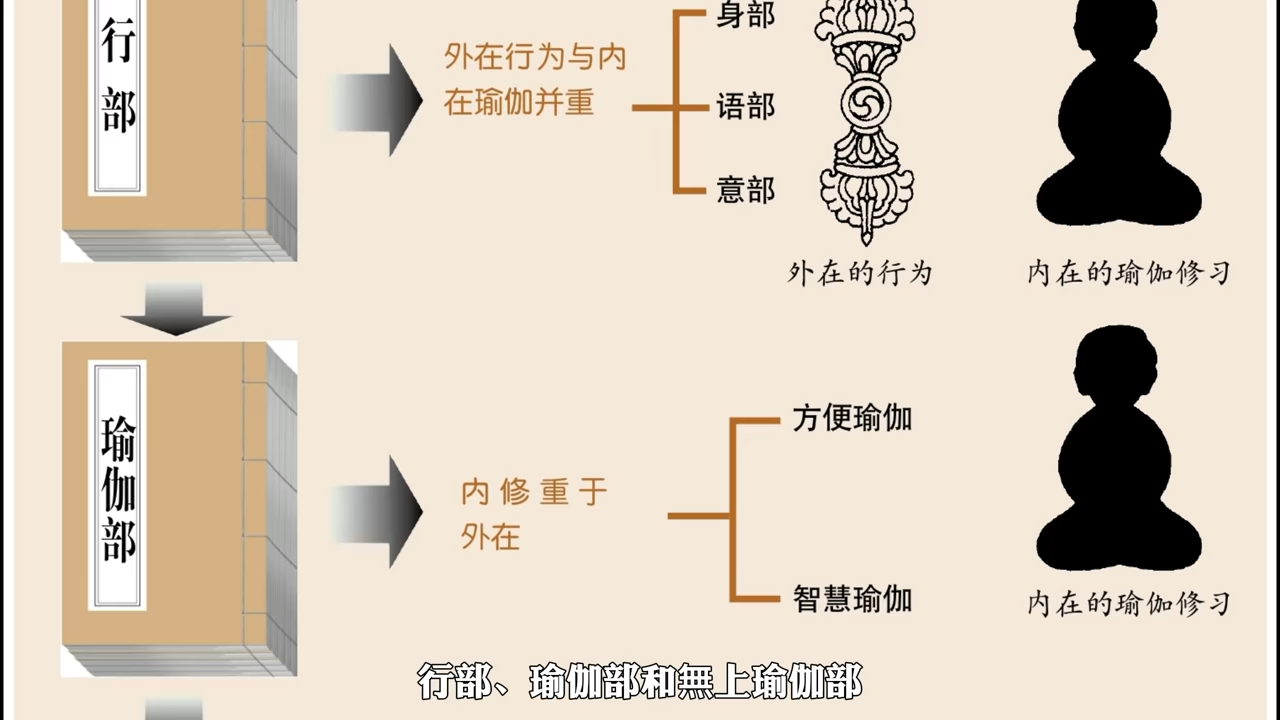 行部
外在行为与内
在瑜伽并重
身部
语部
意部
外在的行为
内在的瑜伽修习
瑜伽部
内修重于
外在
方便瑜伽
智慧瑜伽
内在的瑜伽修习
行部、瑜伽部和無上瑜伽部